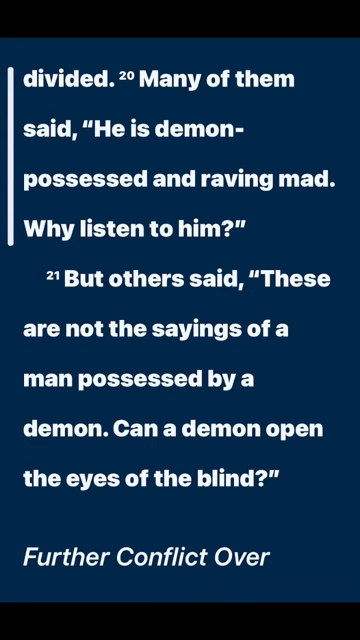 divided. 20 Many of them
said, “He is demon-
possessed and raving mad.
Why listen to him?”
21 But others said, “These
are not the sayings of a
man possessed by a
demon. Can a demon open
the eyes of the blind?”
Further Conflict Over